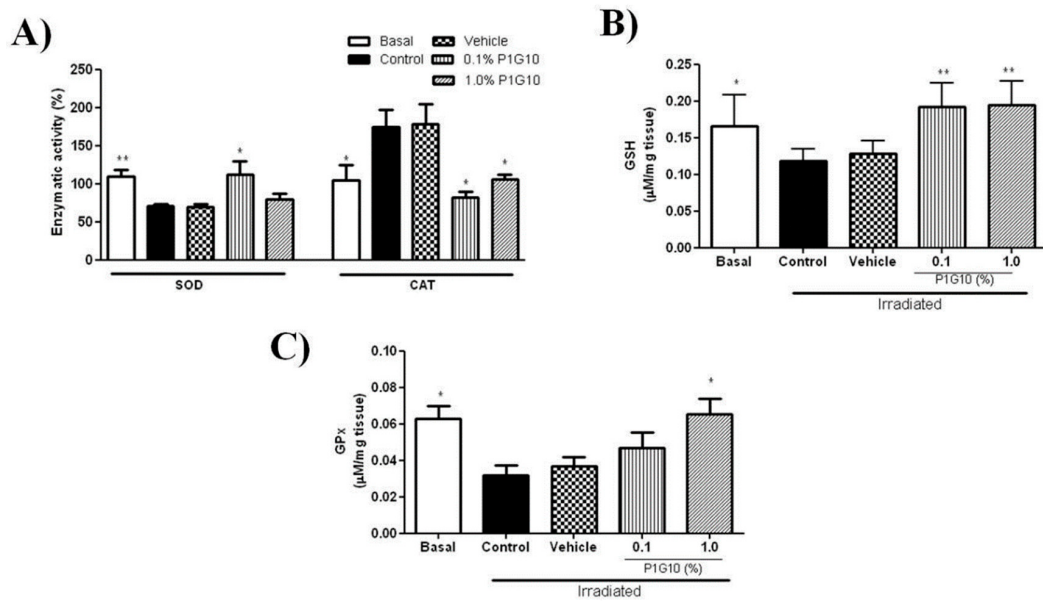 A)
Basal
Vehicle
Control
0.1% P1G10
1.0% P1G10
Enzymatic activity (%)
250
200
150
100
50
0
**
*
*
*
*
SOD
CAT
B)
GSH
(µM/mg tissue)
0.25
0.20
0.15
0.10
0.05
0.00
*
**
**
Basal
Control
Vehicle
0.1
1.0
P1G10 (%)
Irradiated
C)
GPx
(µM/mg tissue)
0.10
0.08
0.06
0.04
0.02
0.00
*
*
Basal
Control
Vehicle
0.1
1.0
P1G10 (%)
Irradiated